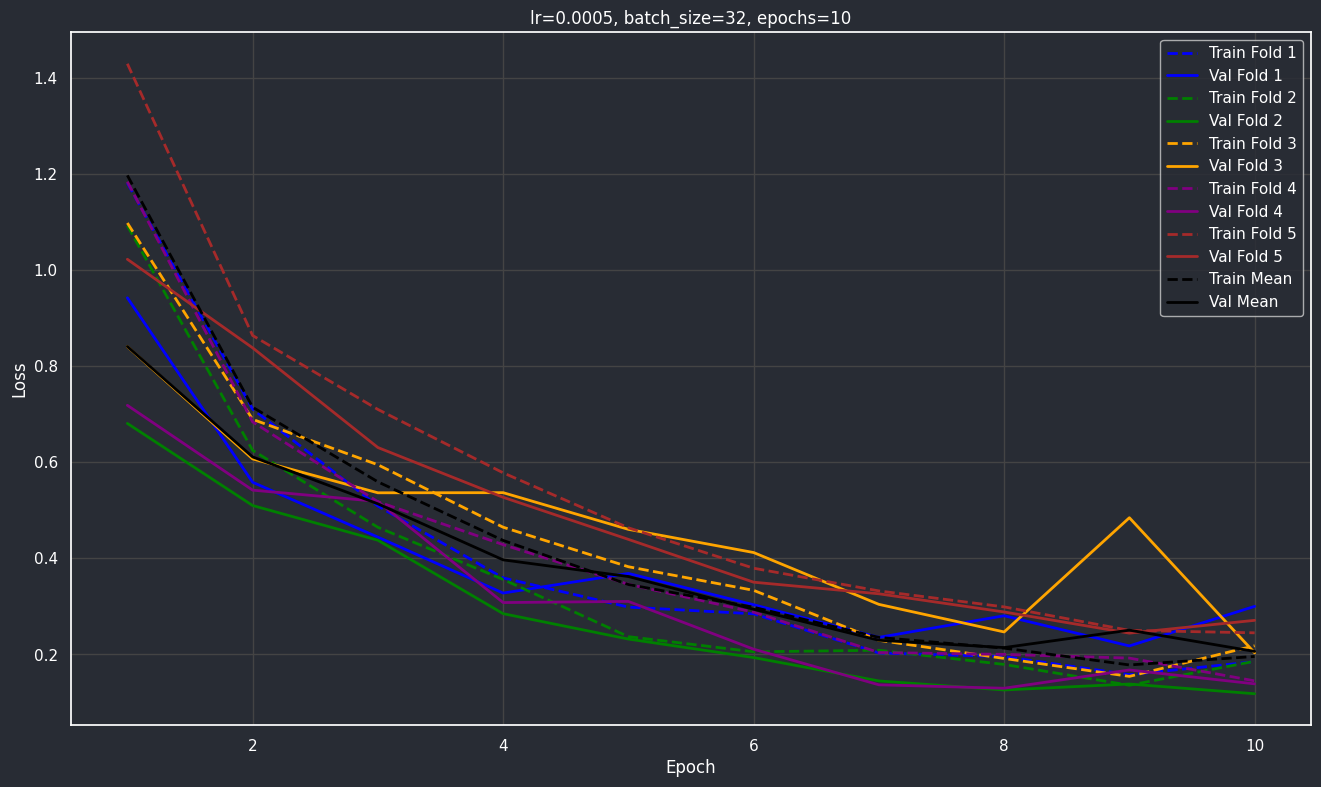 lr=0.0005, batch_size=32, epochs=10
Loss
1.4
1.2
1.0
0.8
0.6
0.4
0.2
Train Fold 1
Val Fold 1
Train Fold 2
Val Fold 2
Train Fold 3
Val Fold 3
Train Fold 4
Val Fold 4
Train Fold 5
Val Fold 5
Train Mean
Val Mean
2 4 6 8 10
Epoch